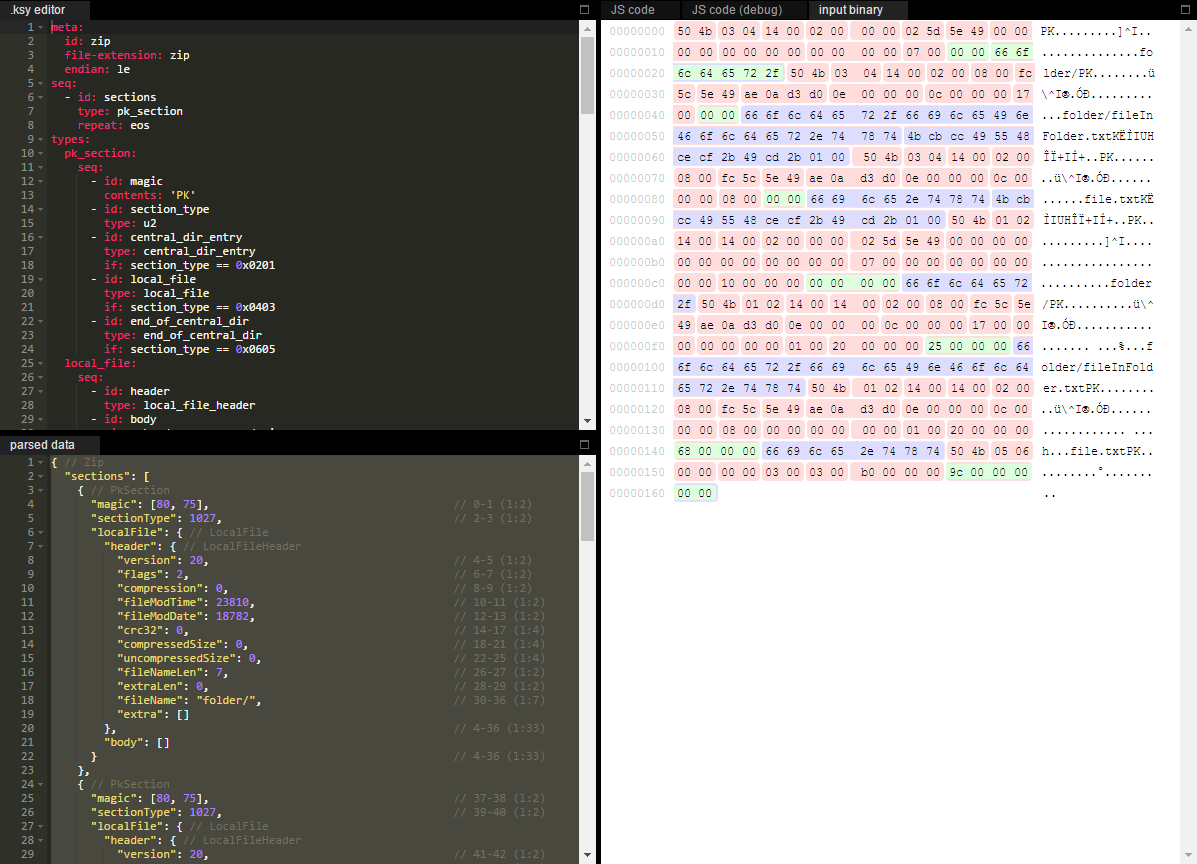 .ksy editor
1 meta:
2 id: zip
3 file-extension: zip
4 endian: le
5 seq:
6 - id: sections
7 type: pk_section
8 repeat: eos
9 types:
10 pk_section:
11 seq:
12 - id: magic
13 contents: 'PK'
14 - id: section_type
15 type: u2
16 - id: central_dir_entry
17 type: central_dir_entry
18 if: section_type == 0x0201
19 - id: local_file
20 type: local_file
21 if: section_type == 0x0403
22 - id: end_of_central_dir
23 type: end_of_central_dir
24 if: section_type == 0x0605
25 local_file:
26 seq:
27 - id: header
28 type: local_file_header
29 - id: body
parsed data
1 { // Zip
2 "sections": [
3 { // PkSection
4 "magic": [80, 75], // 0-1 (l:2)
5 "sectionType": 1027, // 2-3 (l:2)
6 "localFile": { // LocalFile
7 "header": { // LocalFileHeader
8 "version": 20, // 4-5 (l:2)
9 "flags": 2, // 6-7 (l:2)
10 "compression": 0, // 8-9 (l:2)
11 "fileModTime": 23810, // 10-11 (l:2)
12 "fileModDate": 18782, // 12-13 (l:2)
13 "crc32": 0, // 14-17 (l:4)
14 "compressedSize": 0, // 18-21 (l:4)
15 "uncompressedSize": 0, // 22-25 (l:4)
16 "fileNameLen": 7, // 26-27 (l:2)
17 "extraLen": 0, // 28-29 (l:2)
18 "fileName": "folder/", // 30-36 (l:7)
19 "extra": []
20 }, // 4-36 (l:33)
21 "body": []
22 } // 4-36 (l:33)
23 },
24 { // PkSection
25 "magic": [80, 75], // 37-38 (l:2)
26 "sectionType": 1027, // 39-40 (l:2)
27 "localFile": { // LocalFile
28 "header": { // LocalFileHeader
29 "version": 20, // 41-42 (l:2)
JS code JS code (debug) input binary
00000000 50 4b 03 04 14 00 02 00 00 00 02 5d 5e 49 00 00 PK.........]^I..
00000010 00 00 00 00 00 00 00 00 00 00 07 00 00 00 66 6f ..............fo
00000020 6c 64 65 72 2f 50 4b 03 04 14 00 02 00 08 00 fc lder/PK........ü
00000030 5c 5e 49 ae 0a d3 d0 0e 00 00 00 0c 00 00 00 17 \^I®.ÓÐ.........
00000040 00 00 00 66 6f 6c 64 65 72 2f 66 69 6c 65 49 6e ...folder/fileIn
00000050 46 6f 6c 64 65 72 2e 74 78 74 4b cb cc 49 55 48 Folder.txtKËÌIUH
00000060 ce cf 2b 49 cd 2b 01 00 50 4b 03 04 14 00 02 00 ÎÏ+IÍ+..PK......
00000070 08 00 fc 5c 5e 49 ae 0a d3 d0 0e 00 00 00 0c 00 ..ü\^I®.ÓÐ......
00000080 00 00 08 00 00 00 66 69 6c 65 2e 74 78 74 4b cb ......file.txtKË
00000090 cc 49 55 48 ce cf 2b 49 cd 2b 01 00 50 4b 01 02 ÌIUHÎÏ+IÍ+..PK..
000000a0 14 00 14 00 02 00 00 00 02 5d 5e 49 00 00 00 00 .........]^I....
000000b0 00 00 00 00 00 00 00 00 07 00 00 00 00 00 00 00 ................
000000c0 00 00 10 00 00 00 00 00 00 00 66 6f 6c 64 65 72 ..........folder
000000d0 2f 50 4b 01 02 14 00 14 00 02 00 08 00 fc 5c 5e /PK..........ü\^
000000e0 49 ae 0a d3 d0 0e 00 00 00 0c 00 00 00 17 00 00 I®.ÓÐ...........
000000f0 00 00 00 00 00 01 00 20 00 00 00 25 00 00 00 66 ....... ...%...f
00000100 6f 6c 64 65 72 2f 66 69 6c 65 49 6e 46 6f 6c 64 older/fileInFold
00000110 65 72 2e 74 78 74 50 4b 01 02 14 00 14 00 02 00 er.txtPK........
00000120 08 00 fc 5c 5e 49 ae 0a d3 d0 0e 00 00 00 0c 00 ..ü\^I®.ÓÐ......
00000130 00 00 08 00 00 00 00 00 00 00 01 00 20 00 00 00 ............ ...
00000140 68 00 00 00 66 69 6c 65 2e 74 78 74 50 4b 05 06 h...file.txtPK..
00000150 00 00 00 00 03 00 03 00 b0 00 00 00 9c 00 00 00 ........°.......
00000160 00 00 ..